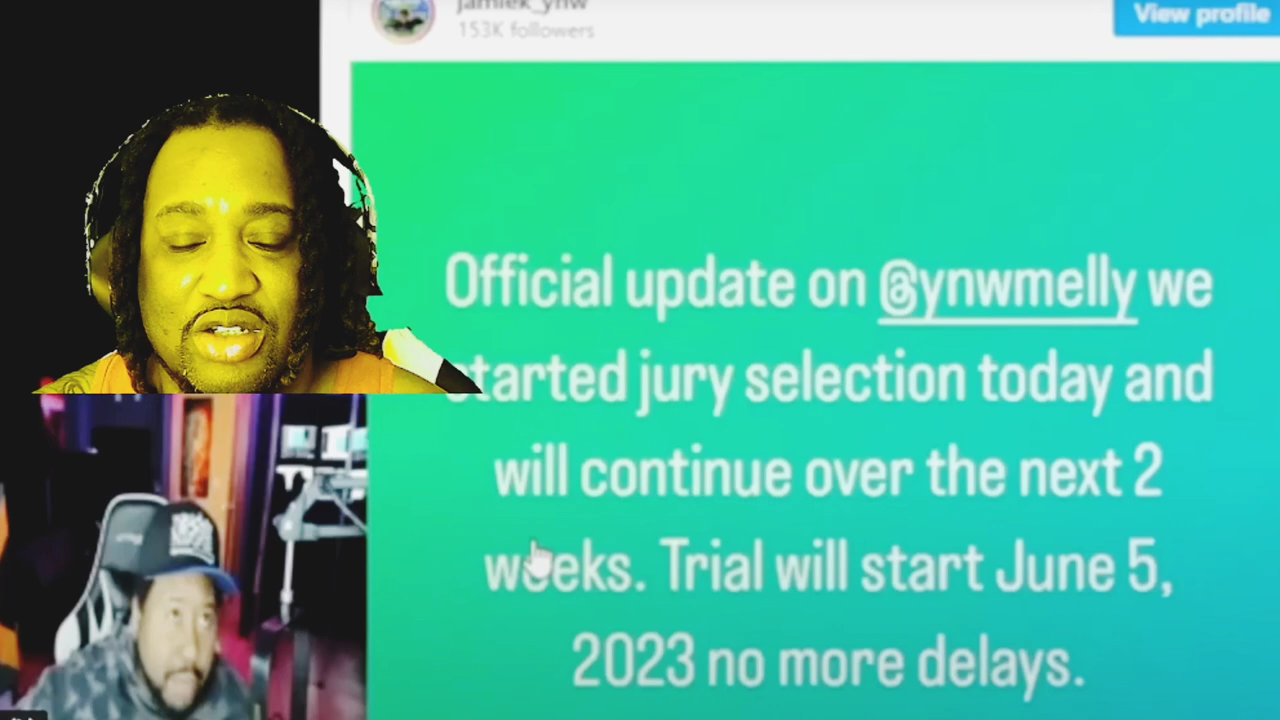 jamiek_ynw
153K followers
View profile
Official update on @ynwmelly we
started jury selection today and
will continue over the next 2
weeks. Trial will start June 5,
2023 no more delays.